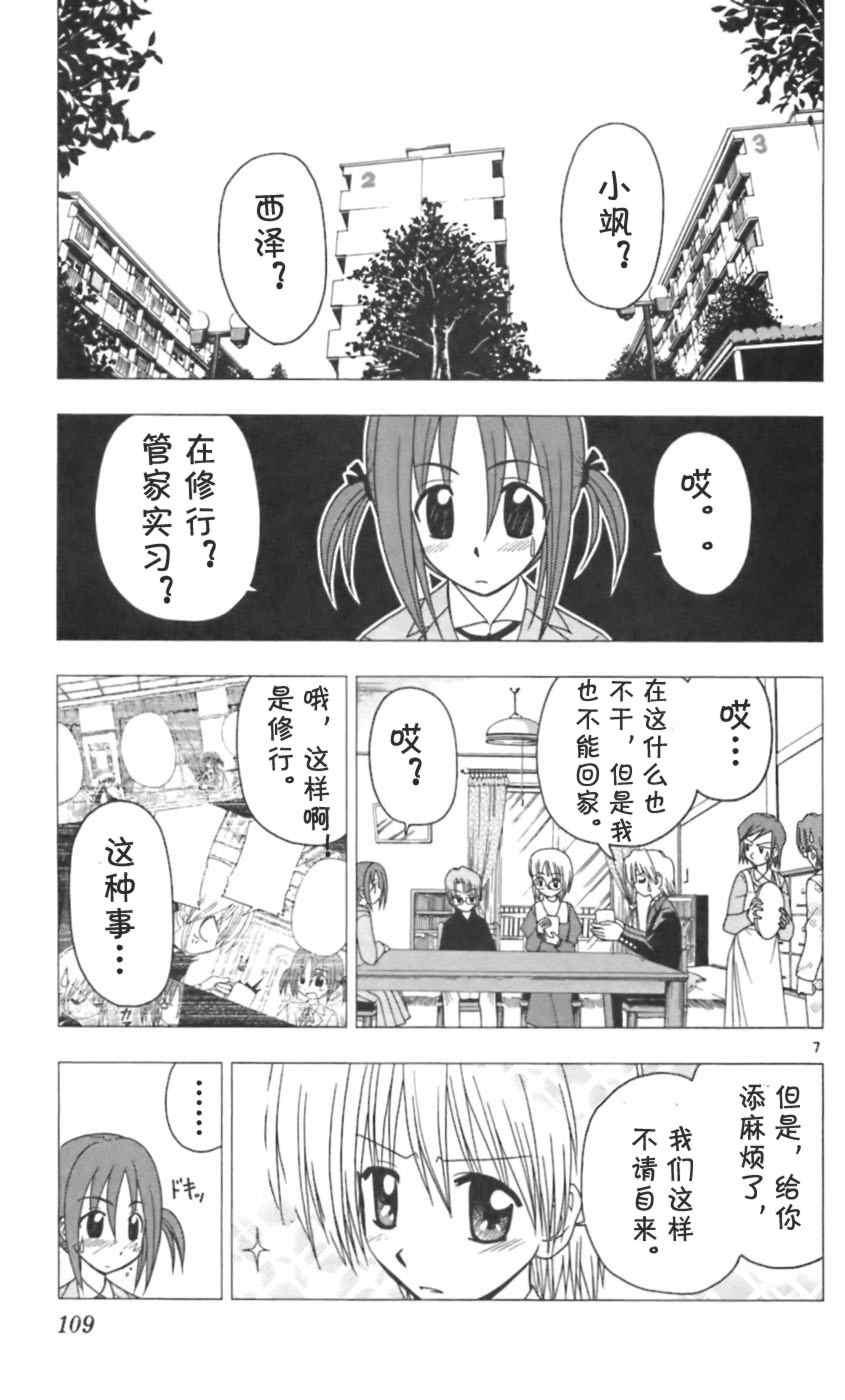 小飒？
西泽？
2
3
哎。。
在修行？
管家实习？
哎…
在这什么也
不干，但是我
也不能回家。
哎？
哦，这样啊！
是修行。
这种事…
7
但是，给你
添麻烦了，
我们这样
不请自来。
……
ドキッ
109